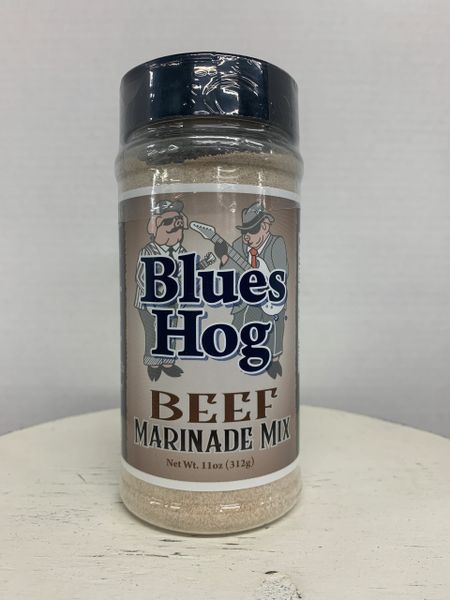 Blues
Hog
BEEF
MARINADE MIX
Net Wt. 11oz (312g)